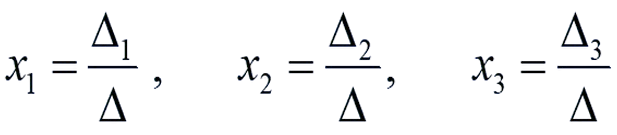 x₁ = Δ₁/Δ , x₂ = Δ₂/Δ, x₃ = Δ₃/Δ